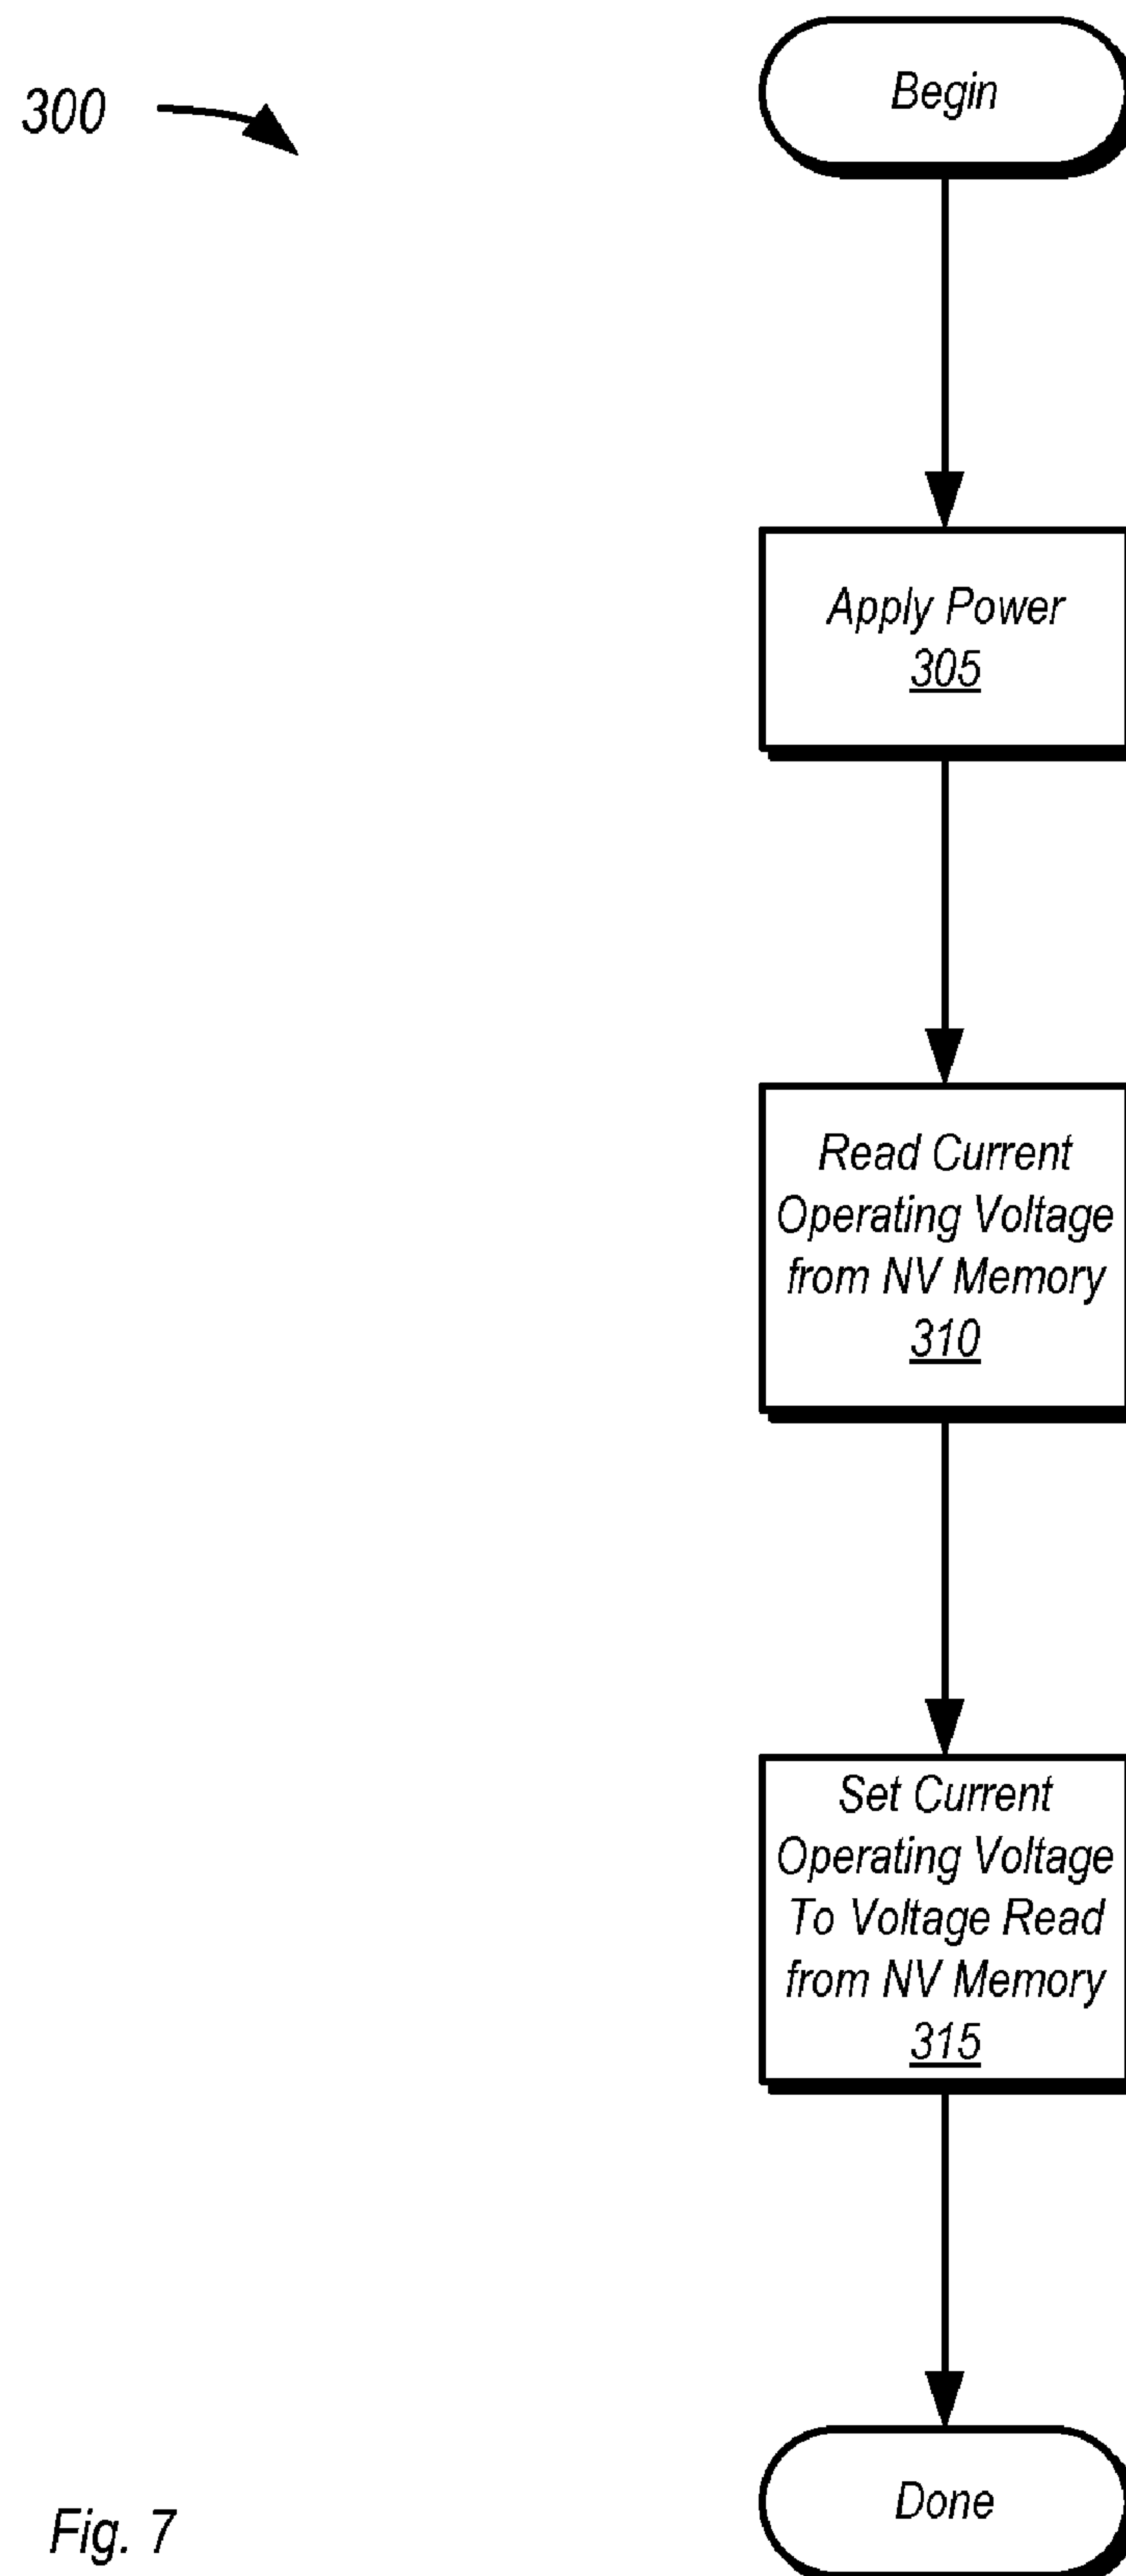 300
Begin
Apply Power
305
Read Current
Operating Voltage
from NV Memory
310
Set Current
Operating Voltage
To Voltage Read
from NV Memory
315
Done
Fig. 7